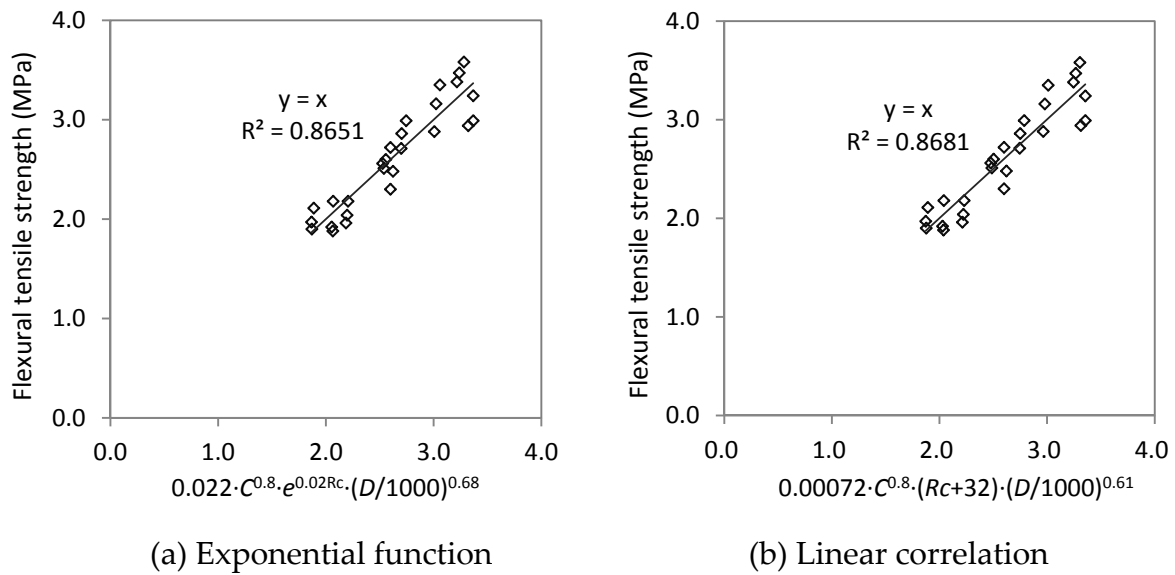 Flexural tensile strength (MPa)
4.0
3.0
2.0
1.0
0.0
y = x
R² = 0.8651
0.0 1.0 2.0 3.0 4.0
0.022·C^0.8·e^0.02Rc·(D/1000)^0.68
(a) Exponential function
Flexural tensile strength (MPa)
4.0
3.0
2.0
1.0
0.0
y = x
R² = 0.8681
0.0 1.0 2.0 3.0 4.0
0.00072·C^0.8·(Rc+32)·(D/1000)^0.61
(b) Linear correlation